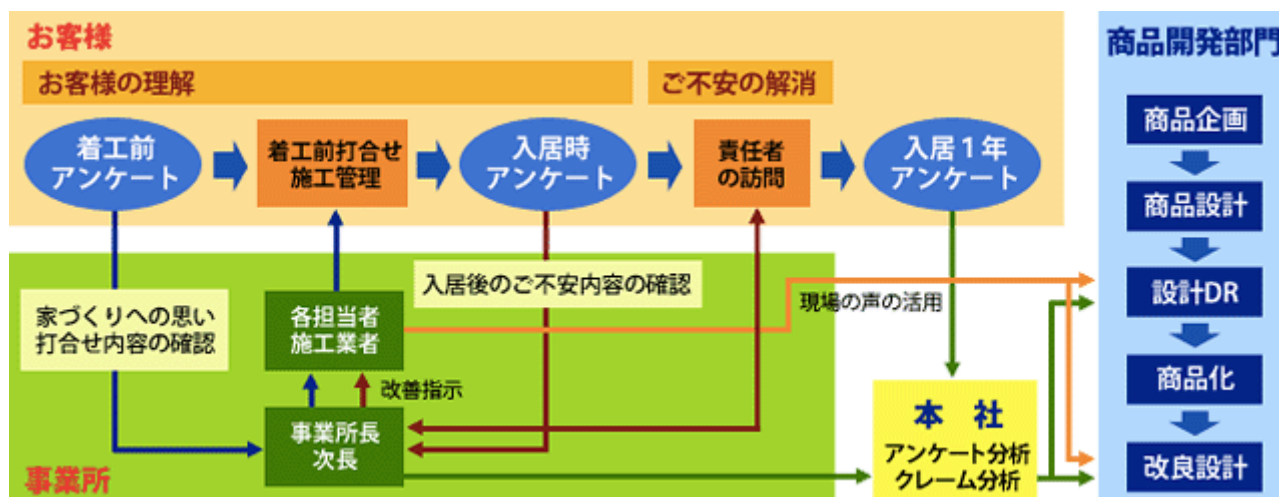 お客様
お客様の理解
ご不安の解消
着工前
アンケート
着工前打合せ
施工管理
入居時
アンケート
責任者
の訪問
入居1年
アンケート
家づくりへの思い
打合せ内容の確認
各担当者
施工業者
入居後のご不安内容の確認
現場の声の活用
改善指示
事業所長
次長
事業所
本 社
アンケート分析
クレーム分析
商品開発部門
商品企画
商品設計
設計DR
商品化
改良設計